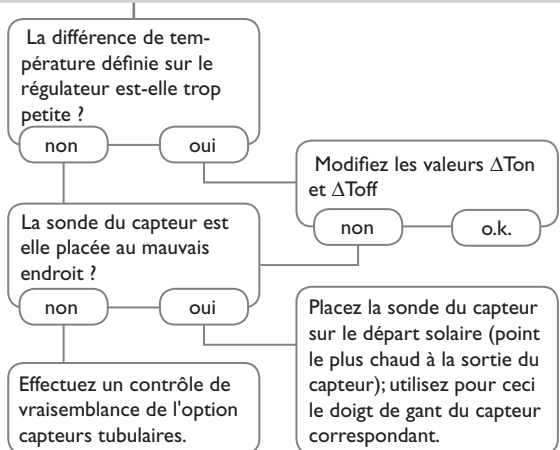 La différence de tem-
pérature définie sur le
régulateur est-elle trop
petite ?
non
oui
Modifiez les valeurs ΔTon
et ΔToff
non
o.k.
La sonde du capteur est
elle placée au mauvais
endroit ?
non
oui
Placez la sonde du capteur
sur le départ solaire (point
le plus chaud à la sortie du
capteur); utilisez pour ceci
le doigt de gant du capteur
correspondant.
Effectuez un contrôle de
vraisemblance de l'option
capteurs tubulaires.